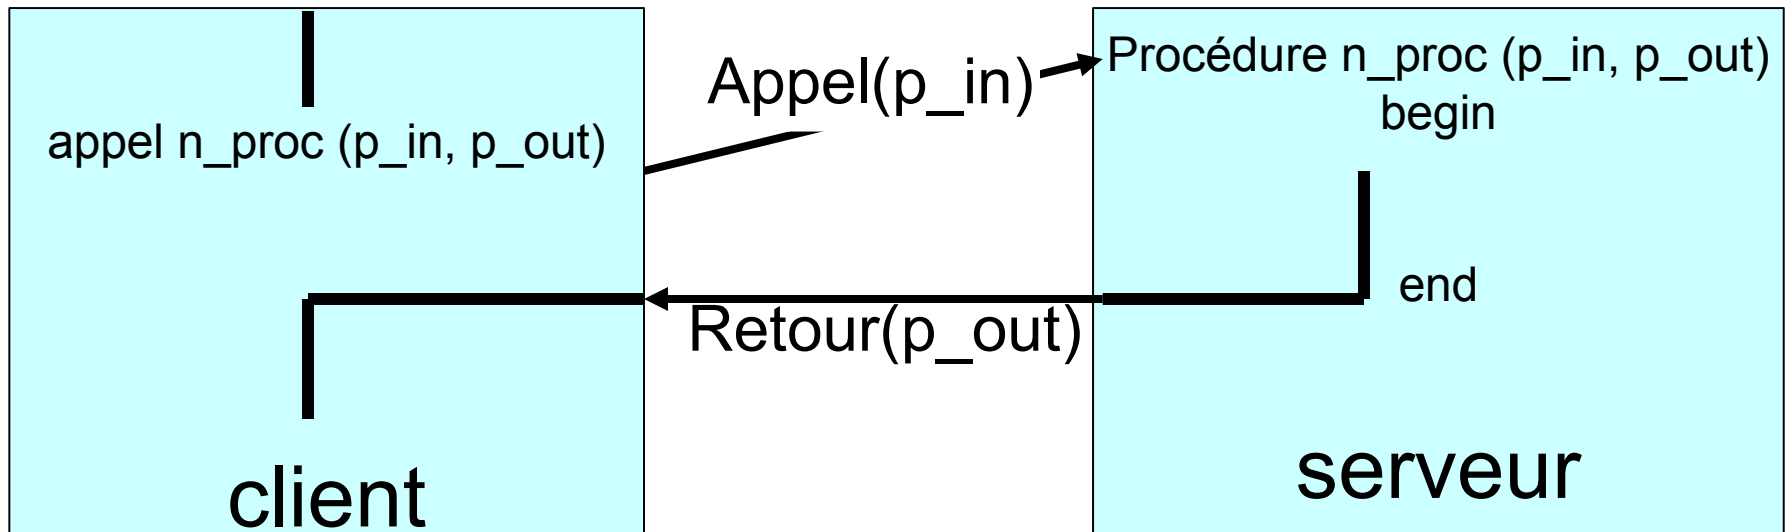 appel n_proc (p_in, p_out)
client
Appel(p_in)
Retour(p_out)
Procédure n_proc (p_in, p_out)
begin
end
serveur